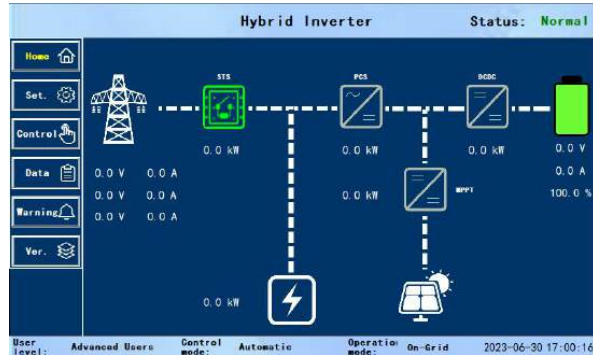 Hybrid Inverter
Status: Normal
Home
Set.
Control
Data
Warning
Ver.
STS
PCS
DCDC
0.0 kW
0.0 kW
0.0 kW
0.0 V
0.0 A
100.0 %
0.0 V 0.0 A
0.0 V 0.0 A
0.0 V 0.0 A
0.0 kW
MPPT
0.0 kW
User level: Advanced Users
Control mode: Automatic
Operation mode: On-Grid
2023-06-30 17:00:16